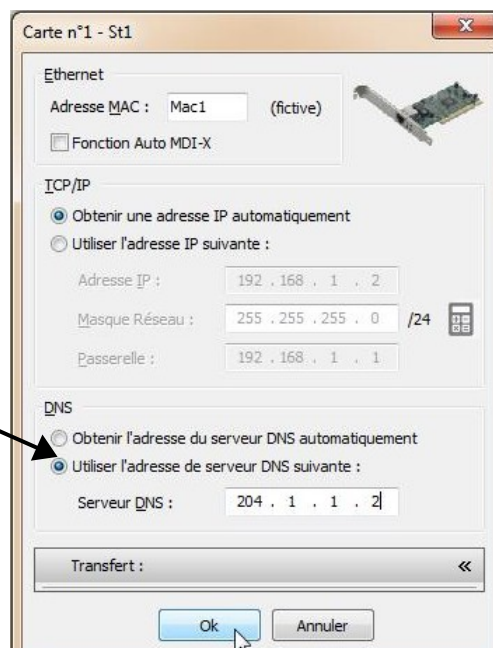 Carte n°1 - St1
Ethernet
Adresse MAC : Mac1 (fictive)
Fonction Auto MDI-X
TCP/IP
Obtenir une adresse IP automatiquement
Utiliser l'adresse IP suivante :
Adresse IP : 192 . 168 . 1 . 2
Masque Réseau : 255 . 255 . 255 . 0 /24
Passerelle : 192 . 168 . 1 . 1
DNS
Obtenir l'adresse du serveur DNS automatiquement
Utiliser l'adresse de serveur DNS suivante :
Serveur DNS : 204 . 1 . 1 . 2
Transfert : «
Ok Annuler